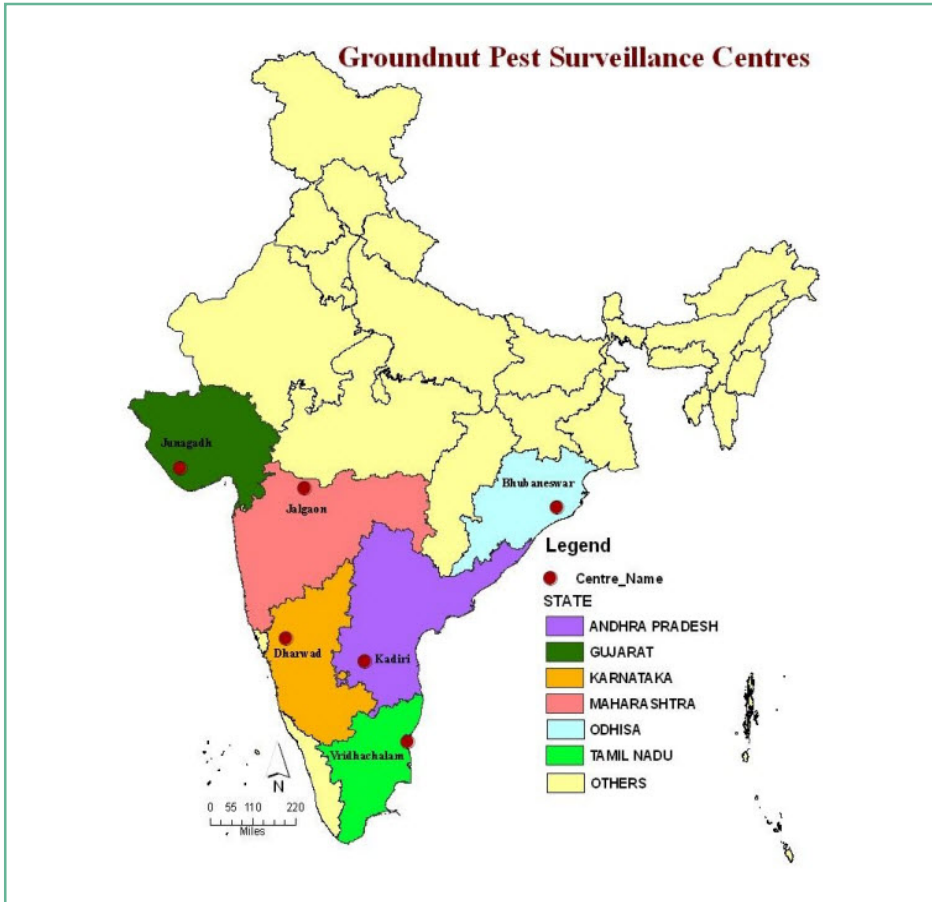 Groundnut Pest Surveillance Centres
Junagadh
Jalgaon
Bhubaneswar
Dharwad
Kadiri
Vridhachalam
Legend
Centre_Name
STATE
ANDHRA PRADESH
GUJARAT
KARNATAKA
MAHARASHTRA
ODHISA
TAMIL NADU
OTHERS
N
0 55 110 220
Miles